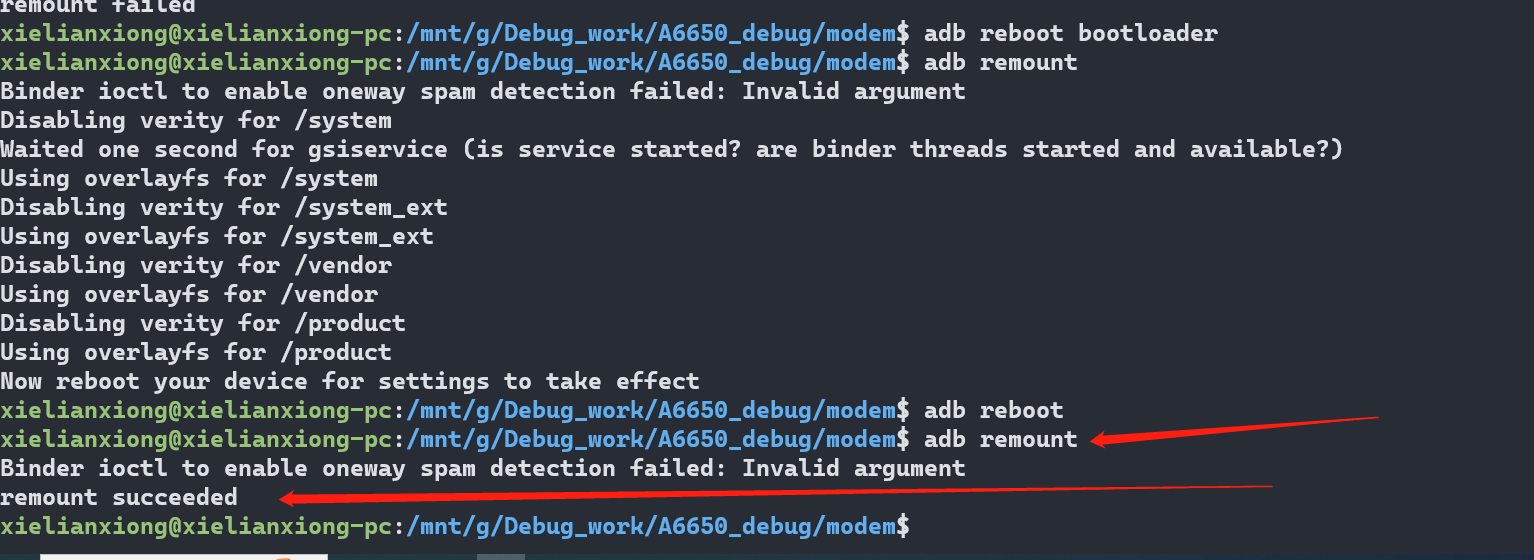 remount failed
xielianxiong@xielianxiong-pc:/mnt/g/Debug_work/A6650_debug/modem$ adb reboot bootloader
xielianxiong@xielianxiong-pc:/mnt/g/Debug_work/A6650_debug/modem$ adb remount
Binder ioctl to enable oneway spam detection failed: Invalid argument
Disabling verity for /system
Waited one second for gsiservice (is service started? are binder threads started and available?)
Using overlayfs for /system
Disabling verity for /system_ext
Using overlayfs for /system_ext
Disabling verity for /vendor
Using overlayfs for /vendor
Disabling verity for /product
Using overlayfs for /product
Now reboot your device for settings to take effect
xielianxiong@xielianxiong-pc:/mnt/g/Debug_work/A6650_debug/modem$ adb reboot
xielianxiong@xielianxiong-pc:/mnt/g/Debug_work/A6650_debug/modem$ adb remount
Binder ioctl to enable oneway spam detection failed: Invalid argument
remount succeeded
xielianxiong@xielianxiong-pc:/mnt/g/Debug_work/A6650_debug/modem$